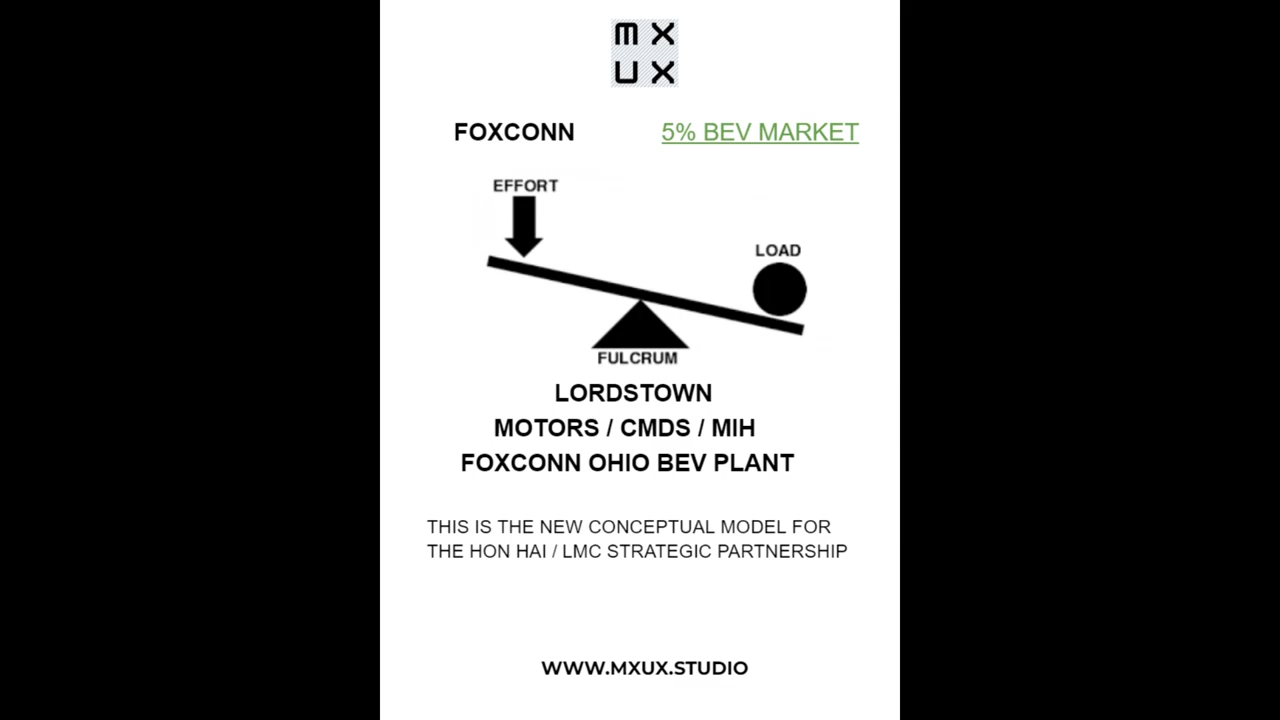 MX
UX
FOXCONN 5% BEV MARKET
EFFORT
LOAD
FULCRUM
LORDSTOWN
MOTORS / CMDS / MIH
FOXCONN OHIO BEV PLANT
THIS IS THE NEW CONCEPTUAL MODEL FOR
THE HON HAI / LMC STRATEGIC PARTNERSHIP
WWW.MXUX.STUDIO